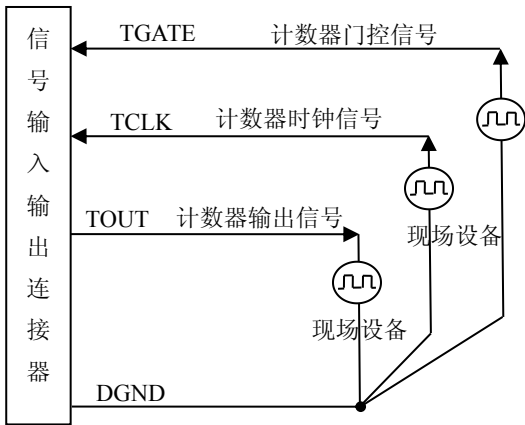 信号输入输出连接器
TGATE 计数器门控信号
TCLK 计数器时钟信号
TOUT 计数器输出信号
现场设备
现场设备
DGND